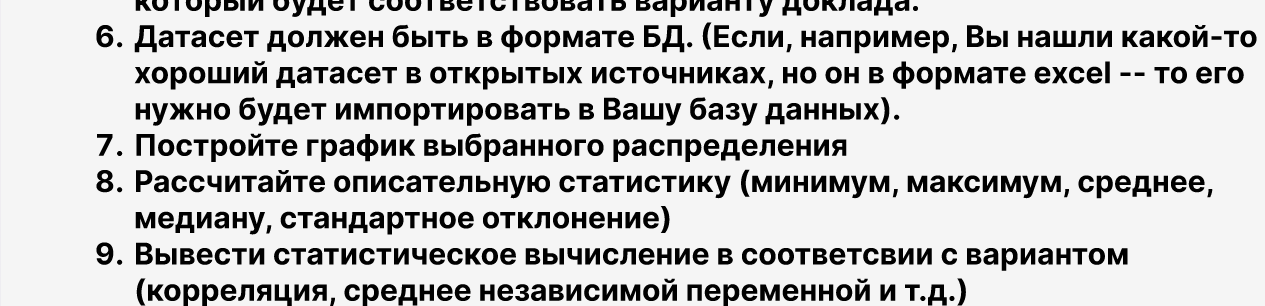 который будет соответствовать варианту доклада.
6. Датасет должен быть в формате БД. (Если, например, Вы нашли какой-то
хороший датасет в открытых источниках, но он в формате excel -- то его
нужно будет импортировать в Вашу базу данных).
7. Постройте график выбранного распределения
8. Рассчитайте описательную статистику (минимум, максимум, среднее,
медиану, стандартное отклонение)
9. Вывести статистическое вычисление в соответсвии с вариантом
(корреляция, среднее независимой переменной и т.д.)